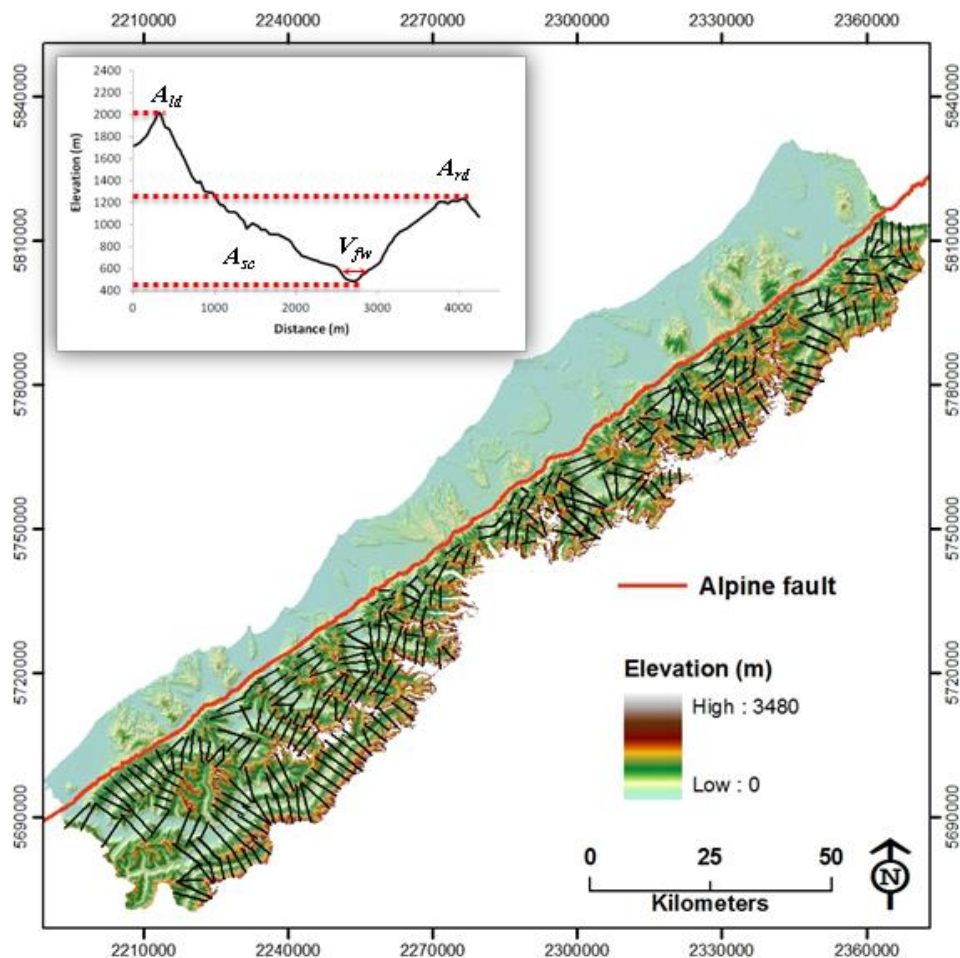 2210000 2240000 2270000 2300000 2330000 2360000
2400
2200
2000
1800
1600
1400
1200
1000
800
600
400
Elevation (m)
A_ld
A_rd
A_sc
V_fw
0 1000 2000 3000 4000
Distance (m)
5840000
5810000
5780000
5750000
5720000
5690000
5840000
5810000
5780000
5750000
5720000
5690000
Alpine fault
Elevation (m)
High : 3480
Low : 0
0 25 50
Kilometers
N
2210000 2240000 2270000 2300000 2330000 2360000